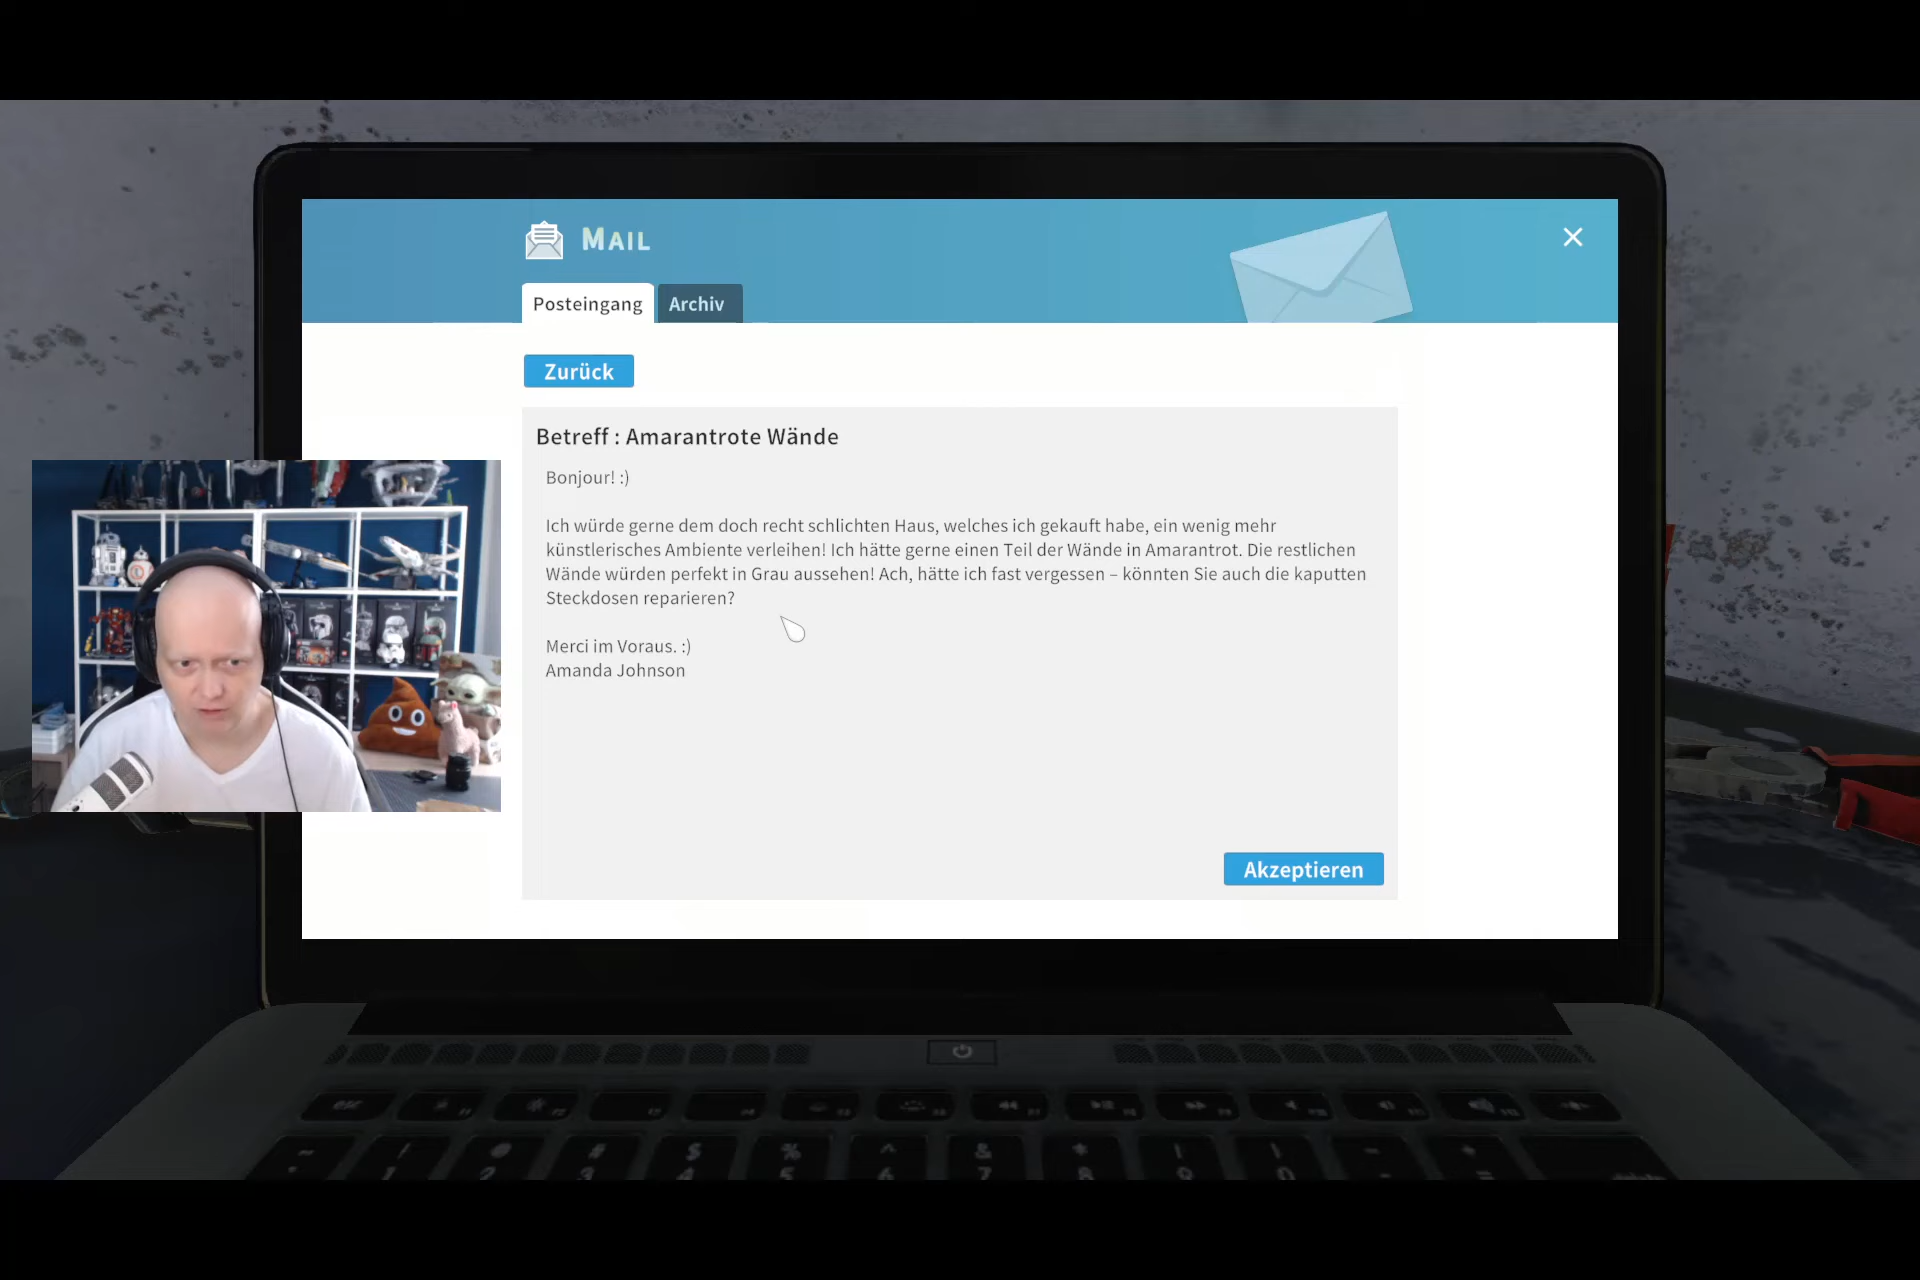 MAIL
Posteingang
Archiv
Zurück
Betreff : Amarantrote Wände
Bonjour! :)
Ich würde gerne dem doch recht schlichten Haus, welches ich gekauft habe, ein wenig mehr
künstlerisches Ambiente verleihen! Ich hätte gerne einen Teil der Wände in Amarantrot. Die restlichen
Wände würden perfekt in Grau aussehen! Ach, hätte ich fast vergessen – könnten Sie auch die kaputten
Steckdosen reparieren?
Merci im Voraus. :)
Amanda Johnson
Akzeptieren
esc